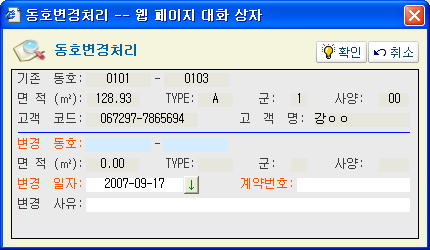 동호변경처리 -- 웹 페이지 대화 상자
동호변경처리 확인 취소
기존 동호: 0101 - 0103
면 적 (㎡): 128.93 TYPE: A 군: 1 사양: 00
고객 코드: 067297-7865694 고 객 명: 강ㅇㅇ
변경 동호: -
면 적 (㎡): 0.00 TYPE: 군: 사양:
변경 일자: 2007-09-17 ↓ 계약번호:
변경 사유: